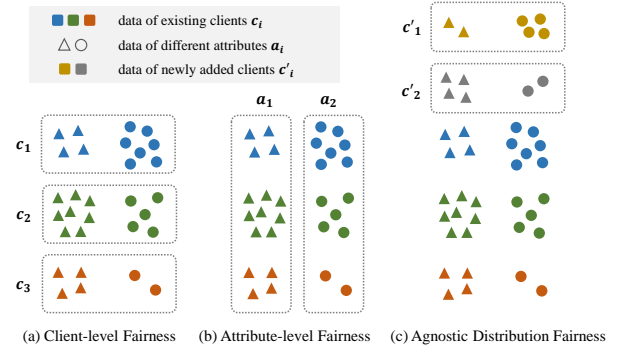 data of existing clients c_i
data of different attributes a_i
data of newly added clients c'_i
c'_1
c'_2
a_1 a_2
c_1
c_2
c_3
(a) Client-level Fairness (b) Attribute-level Fairness (c) Agnostic Distribution Fairness